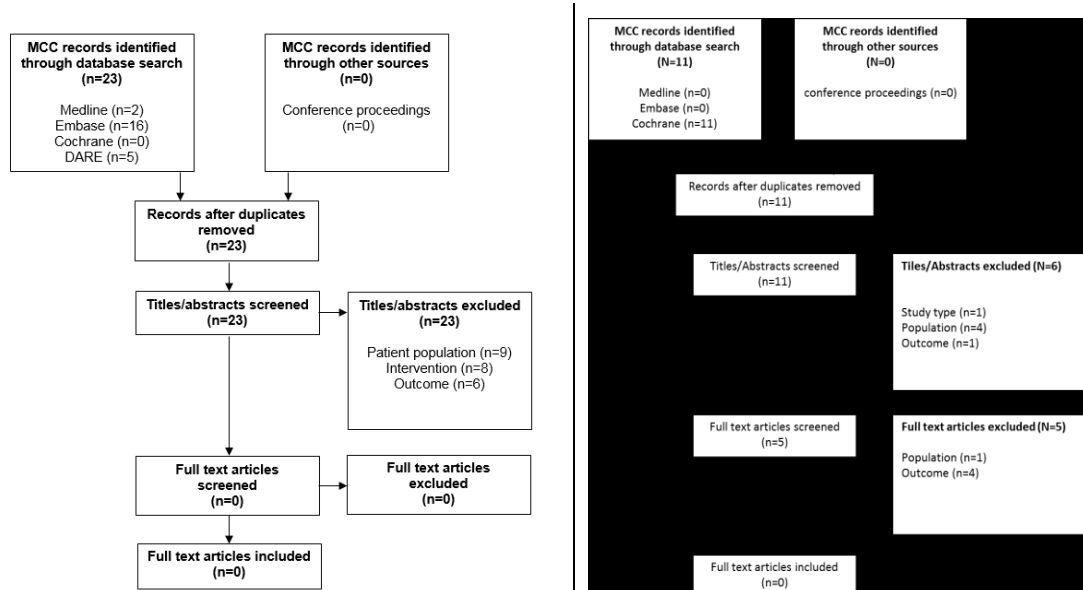 MCC records identified
through database search
(n=23)
Medline (n=2)
Embase (n=16)
Cochrane (n=0)
DARE (n=5)
MCC records identified
through other sources
(n=0)
Conference proceedings
(n=0)
Records after duplicates
removed
(n=23)
Titles/abstracts screened
(n=23)
Titles/abstracts excluded
(n=23)
Patient population (n=9)
Intervention (n=8)
Outcome (n=6)
Full text articles
screened
(n=0)
Full text articles
excluded
(n=0)
Full text articles included
(n=0)
MCC records identified
through database search
(N=11)
Medline (n=0)
Embase (n=0)
Cochrane (n=11)
MCC records identified
through other sources
(N=0)
conference proceedings (n=0)
Records after duplicates removed
(n=11)
Titles/Abstracts screened
(n=11)
Tiles/Abstracts excluded (N=6)
Study type (n=1)
Population (n=4)
Outcome (n=1)
Full text articles screened
(n=5)
Full text articles excluded (N=5)
Population (n=1)
Outcome (n=4)
Full text articles included
(n=0)